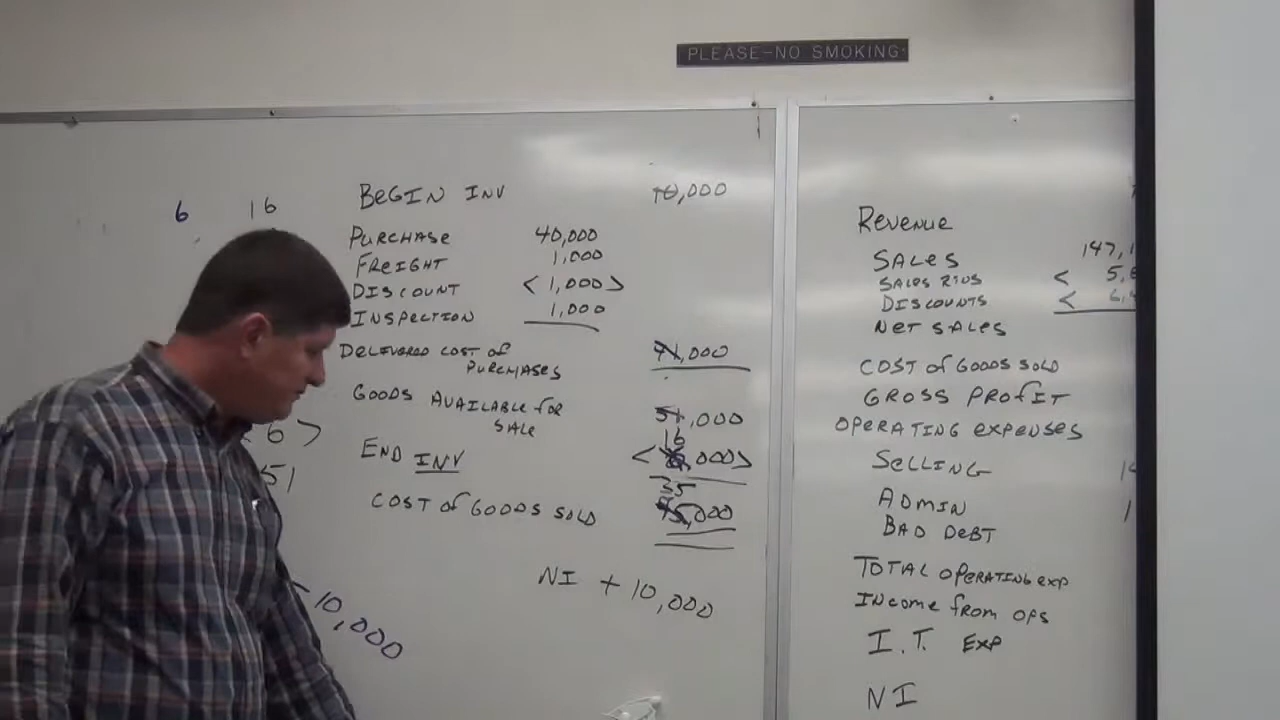 PLEASE-NO SMOKING
6 16
BEGIN INV 10,000
PURCHASE 40,000
FREIGHT 1,000
DISCOUNT < 1,000 >
INSPECTION 1,000
DELIVERED COST OF
PURCHASES 41,000
GOODS AVAILABLE FOR
SALE 51,000
16
END INV < ,000 >
35
COST OF GOODS SOLD 45,000
NI + 10,000
< 6 >
51
10,000
REVENUE
SALES 147,1
SALES R&A < 5,
DISCOUNTS < 6,
NET SALES
COST OF GOODS SOLD
GROSS PROFIT
OPERATING EXPENSES
SELLING 1
ADMIN 1
BAD DEBT
TOTAL OPERATING EXP
INCOME FROM OPS
I.T. EXP
NI